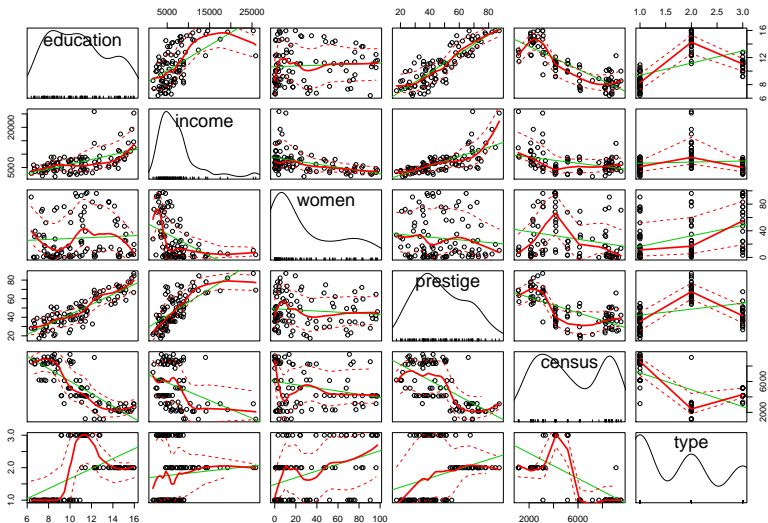 5000 15000 25000
20 40 60 80
1.0 1.5 2.0 2.5 3.0
education
6 8 10 12 14 16
5000 20000
income
women
0 20 40 60 80
20 40 60 80
prestige
census
2000 6000
1.0 2.0 3.0
type
6 8 10 12 14 16
0 20 40 60 80 100
2000 6000